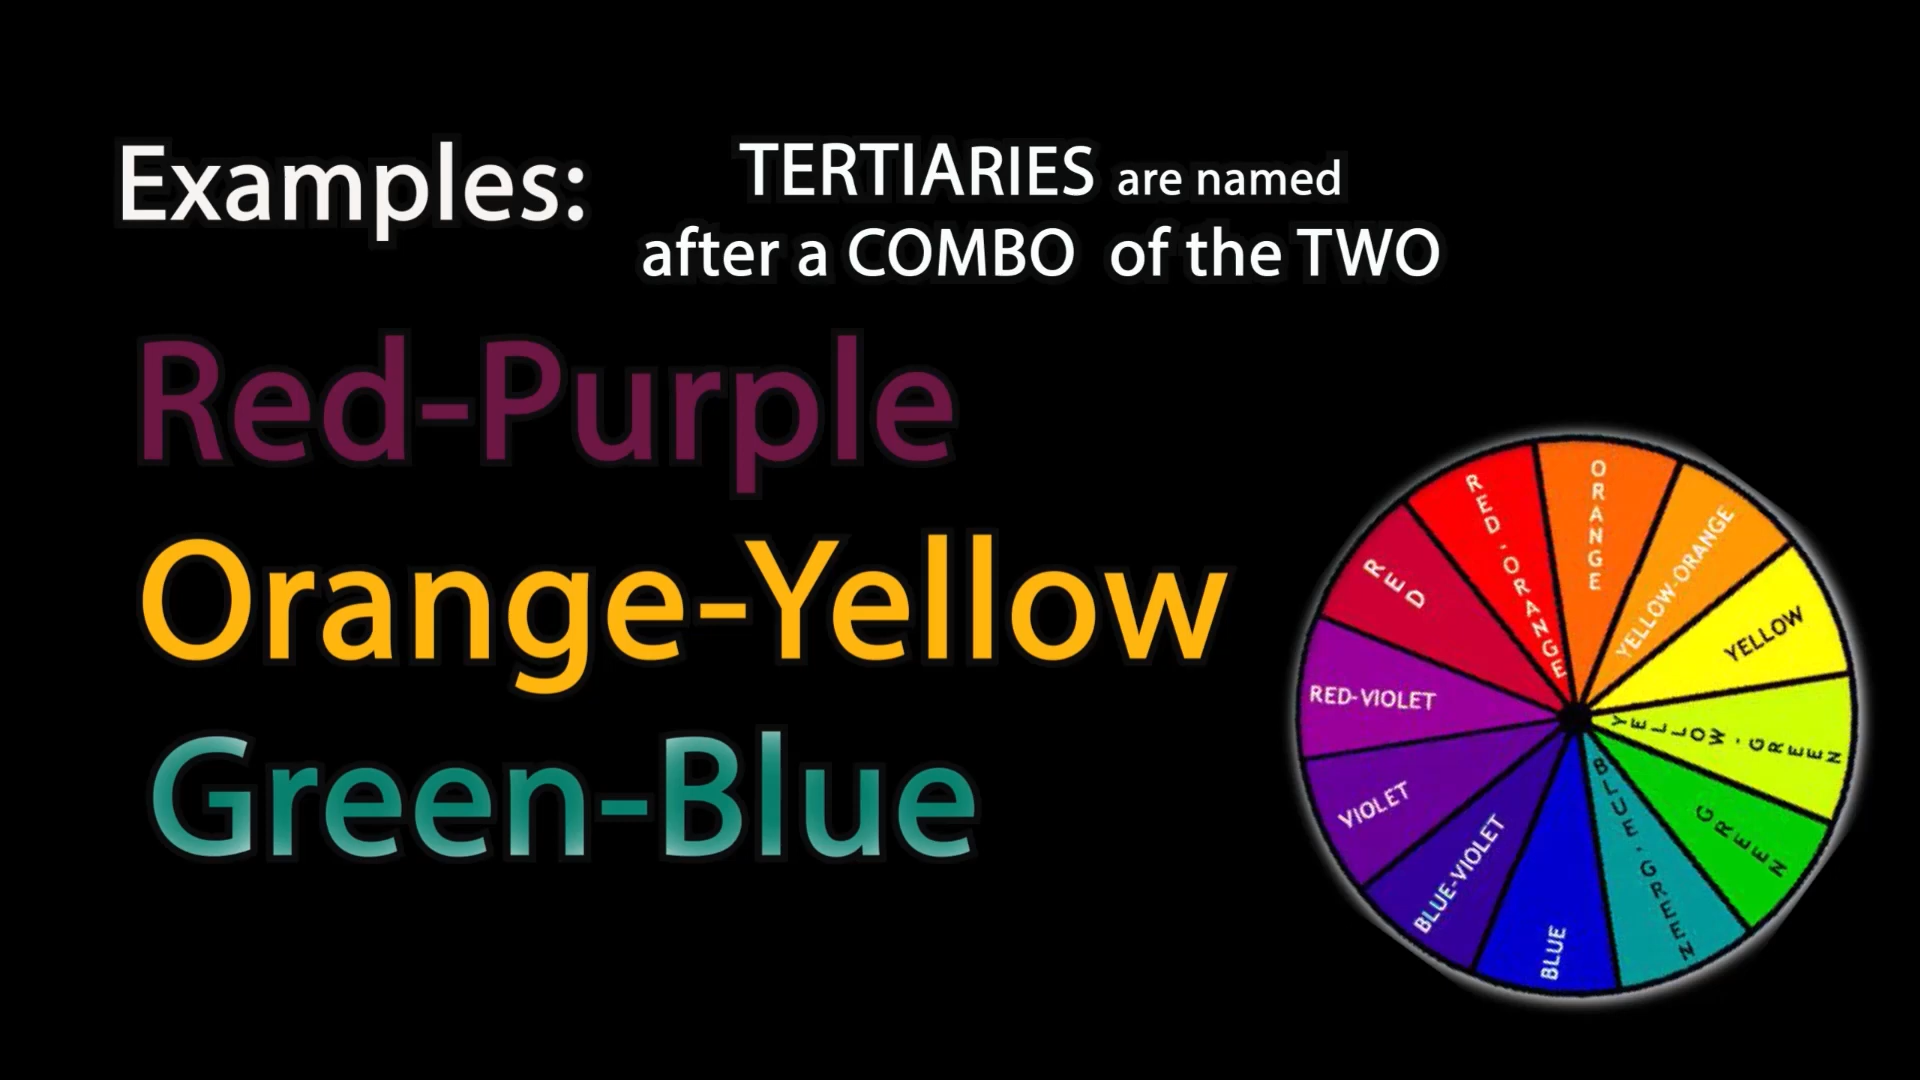 Examples:
TERTIARIES are named
after a COMBO of the TWO
Red-Purple
Orange-Yellow
Green-Blue
ORANGE
YELLOW-ORANGE
YELLOW
YELLOW-GREEN
GREEN
BLUE-GREEN
BLUE
BLUE-VIOLET
VIOLET
RED-VIOLET
RED
RED-ORANGE